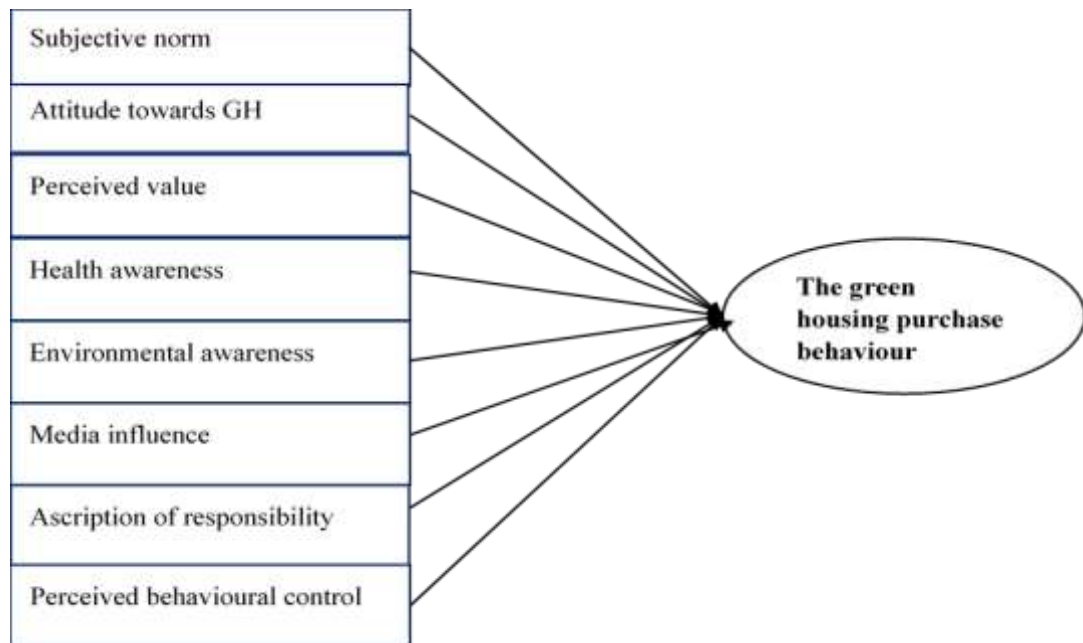 Subjective norm
Attitude towards GH
Perceived value
Health awareness
Environmental awareness
Media influence
Ascription of responsibility
Perceived behavioural control
The green
housing purchase
behaviour